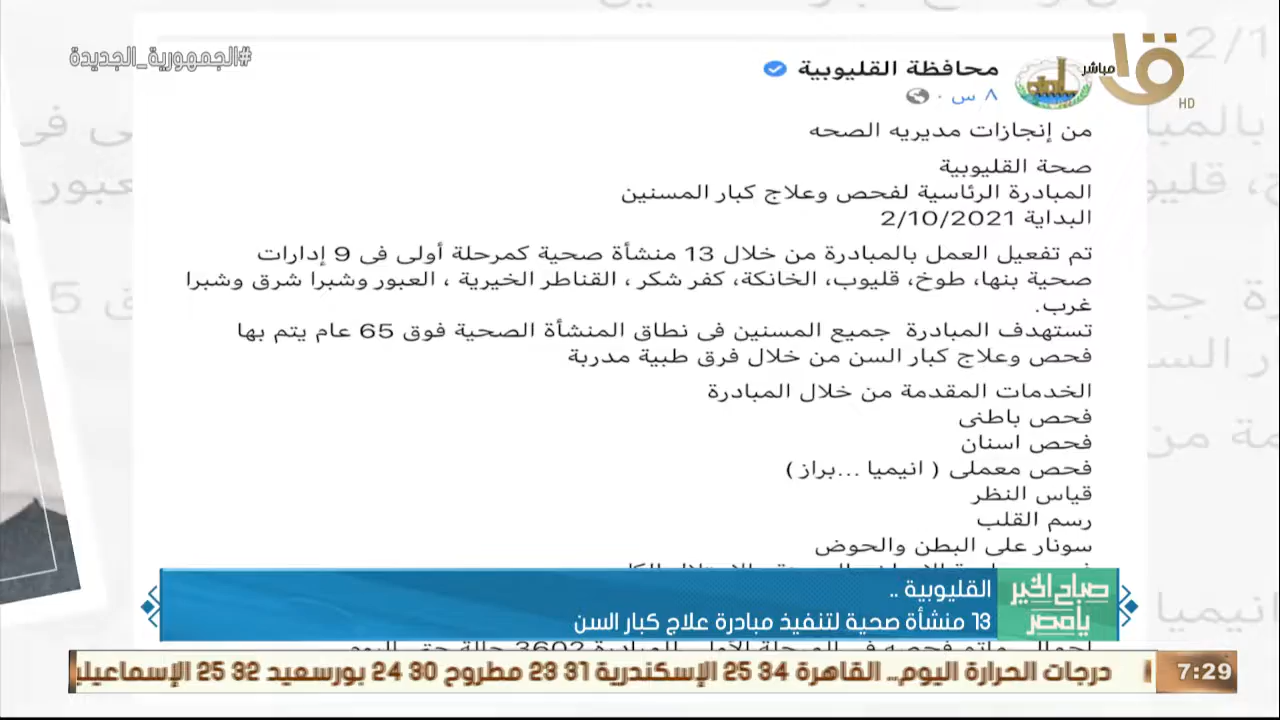 #الجمهورية_الجديدة
مباشر
HD
محافظة القليوبية
٨ س ·
من إنجازات مديريه الصحه
صحة القليوبية
المبادرة الرئاسية لفحص وعلاج كبار المسنين
البداية 2/10/2021
تم تفعيل العمل بالمبادرة من خلال 13 منشأة صحية كمرحلة أولى فى 9 إدارات
صحية بنها، طوخ، قليوب، الخانكة، كفر شكر ، القناطر الخيرية ، العبور وشبرا شرق وشبرا
غرب.
تستهدف المبادرة جميع المسنين فى نطاق المنشأة الصحية فوق 65 عام يتم بها
فحص وعلاج كبار السن من خلال فرق طبية مدربة
الخدمات المقدمة من خلال المبادرة
فحص باطنى
فحص اسنان
فحص معملى ( انيميا ...براز )
قياس النظر
رسم القلب
سونار على البطن والحوض
صباح الخير
يا مصر
القليوبية ..
13 منشأة صحية لتنفيذ مبادرة علاج كبار السن
7:29
درجات الحرارة اليوم.. القاهرة 34 25 الإسكندرية 31 23 مطروح 30 24 بورسعيد 32 25